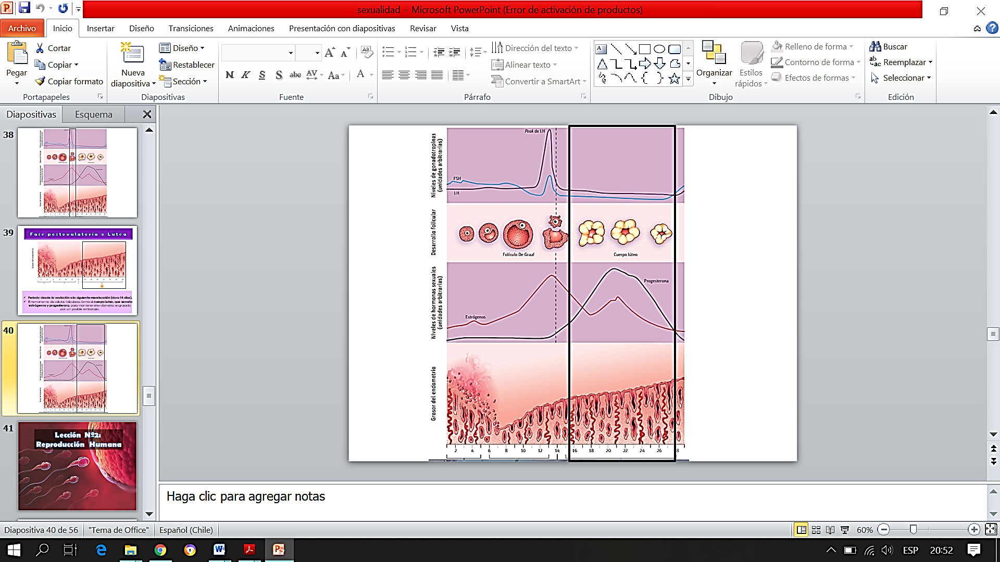 sexualidad - Microsoft PowerPoint (Error de activación de productos)
Archivo Inicio Insertar Diseño Transiciones Animaciones Presentación con diapositivas Revisar Vista
Pegar
Cortar
Copiar
Copiar formato
Portapapeles
Nueva
diapositiva
Diseño
Restablecer
Sección
Diapositivas
N K S S abc AV Aa A
Fuente
Dirección del texto
Alinear texto
Convertir a SmartArt
Párrafo
Organizar
Estilos
rápidos
Relleno de forma
Contorno de forma
Efectos de formas
Dibujo
Buscar
Reemplazar
Seleccionar
Edición
Diapositivas Esquema
38
39
Fase postovulatoria o Lutea
Periodo desde la ovulación a la siguiente menstruación (dura 14 días).
El remanente de células foliculares forma el cuerpo luteo, que secreta
estrógenos y progesterona, para mantener el endometrio engrosado
por un posible embarazo.
40
41
Lección Nº2:
Reproducción Humana
Niveles de gonadotropinas
(unidades arbitrarias)
Peak de LH
FSH
LH
Desarrollo folicular
Folículo De Graaf
Cuerpo lúteo
Niveles de hormonas sexuales
(unidades arbitrarias)
Estrógenos
Progesterona
Grosor del endometrio
2 4 6 8 10 12 14 16 18 20 22 24 26 8
Haga clic para agregar notas
Diapositiva 40 de 56 "Tema de Office" Español (Chile) 60%
ESP 20:52